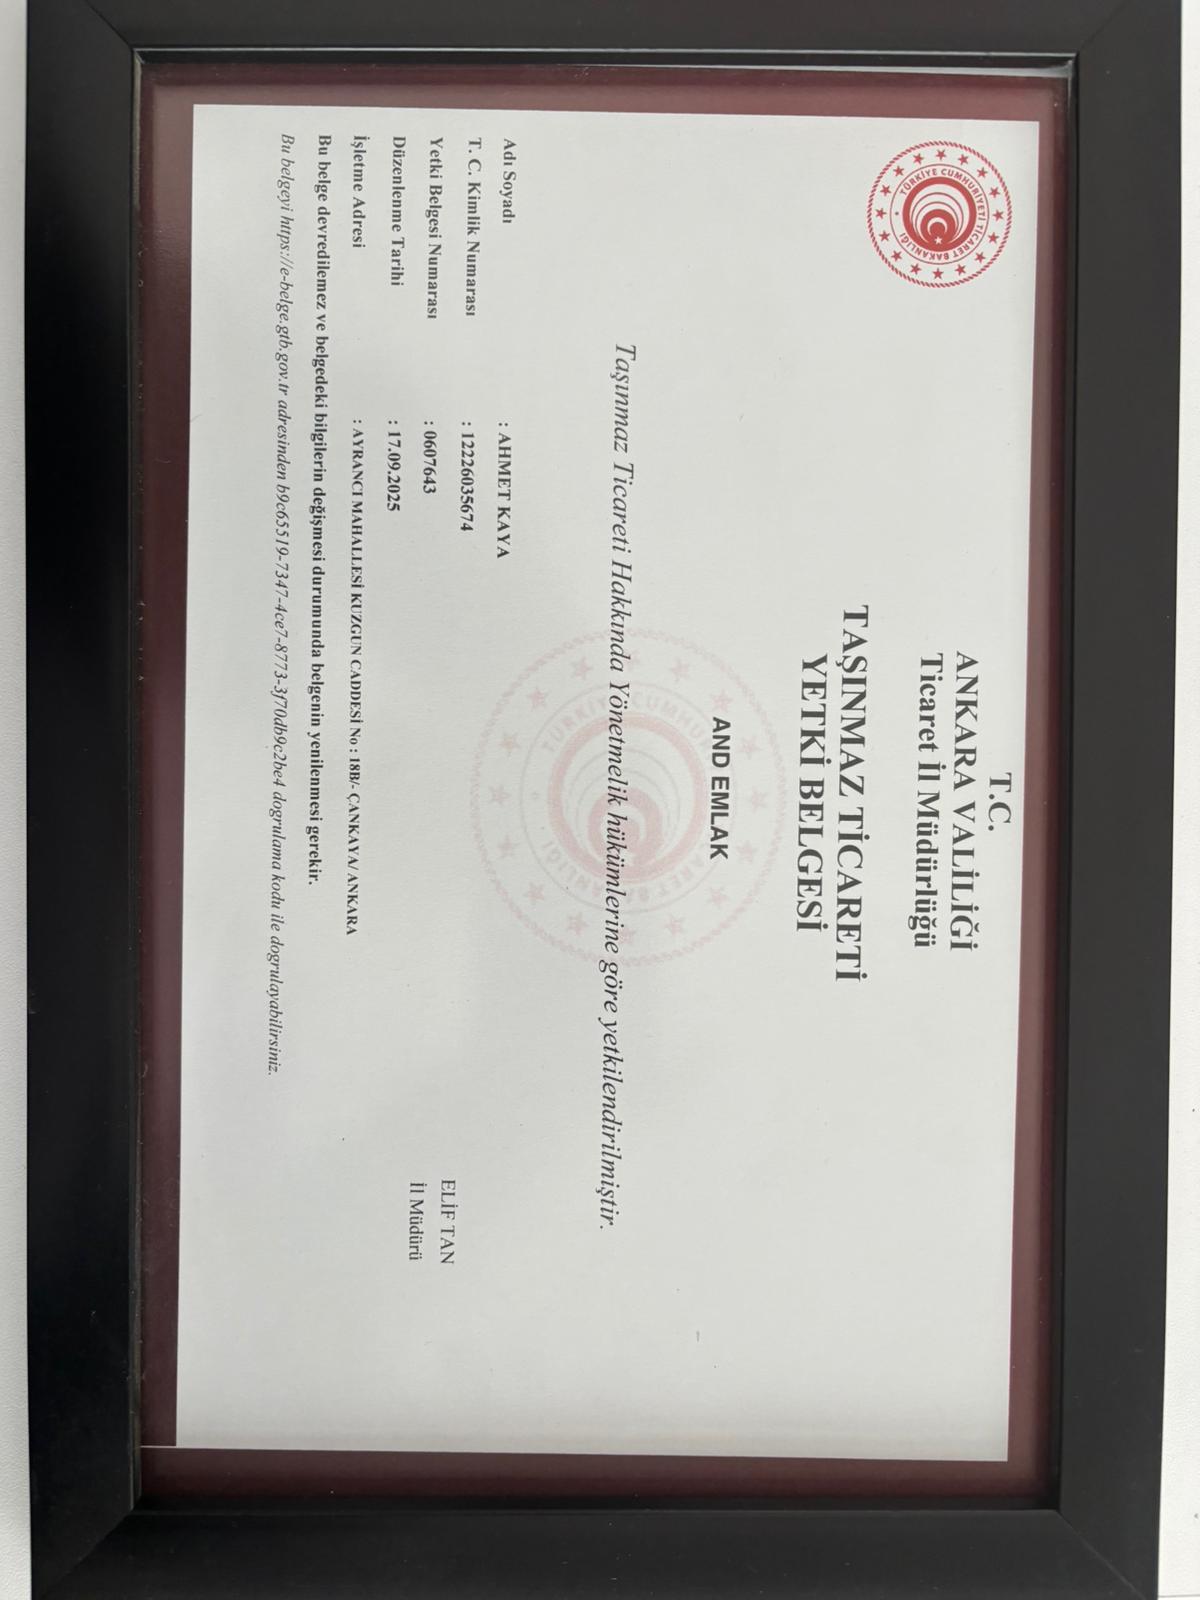 TÜRKİYE CUMHURİYETİ TİCARET BAKANLIĞI
T.C.
ANKARA VALİLİĞİ
Ticaret İl Müdürlüğü
TAŞINMAZ TİCARETİ
YETKİ BELGESİ
AND EMLAK
Taşınmaz Ticareti Hakkında Yönetmelik hükümlerine göre yetkilendirilmiştir.
Adı Soyadı : AHMET KAYA
T. C. Kimlik Numarası : 12226035674
Yetki Belgesi Numarası : 0607643
Düzenlenme Tarihi : 17.09.2025
İşletme Adresi : AYRANCI MAHALLESİ KUZGUN CADDESİ No : 18B/- ÇANKAYA/ ANKARA
ELİF TAN
İl Müdürü
Bu belge devredilemez ve belgedeki bilgilerin değişmesi durumunda belgenin yenilenmesi gerekir.
Bu belgeyi https://e-belge.gtb.gov.tr adresinden b9c65519-7347-4ce7-8773-3f70db9c2be4 dogrulama kodu ile dogrulayabilirsiniz.